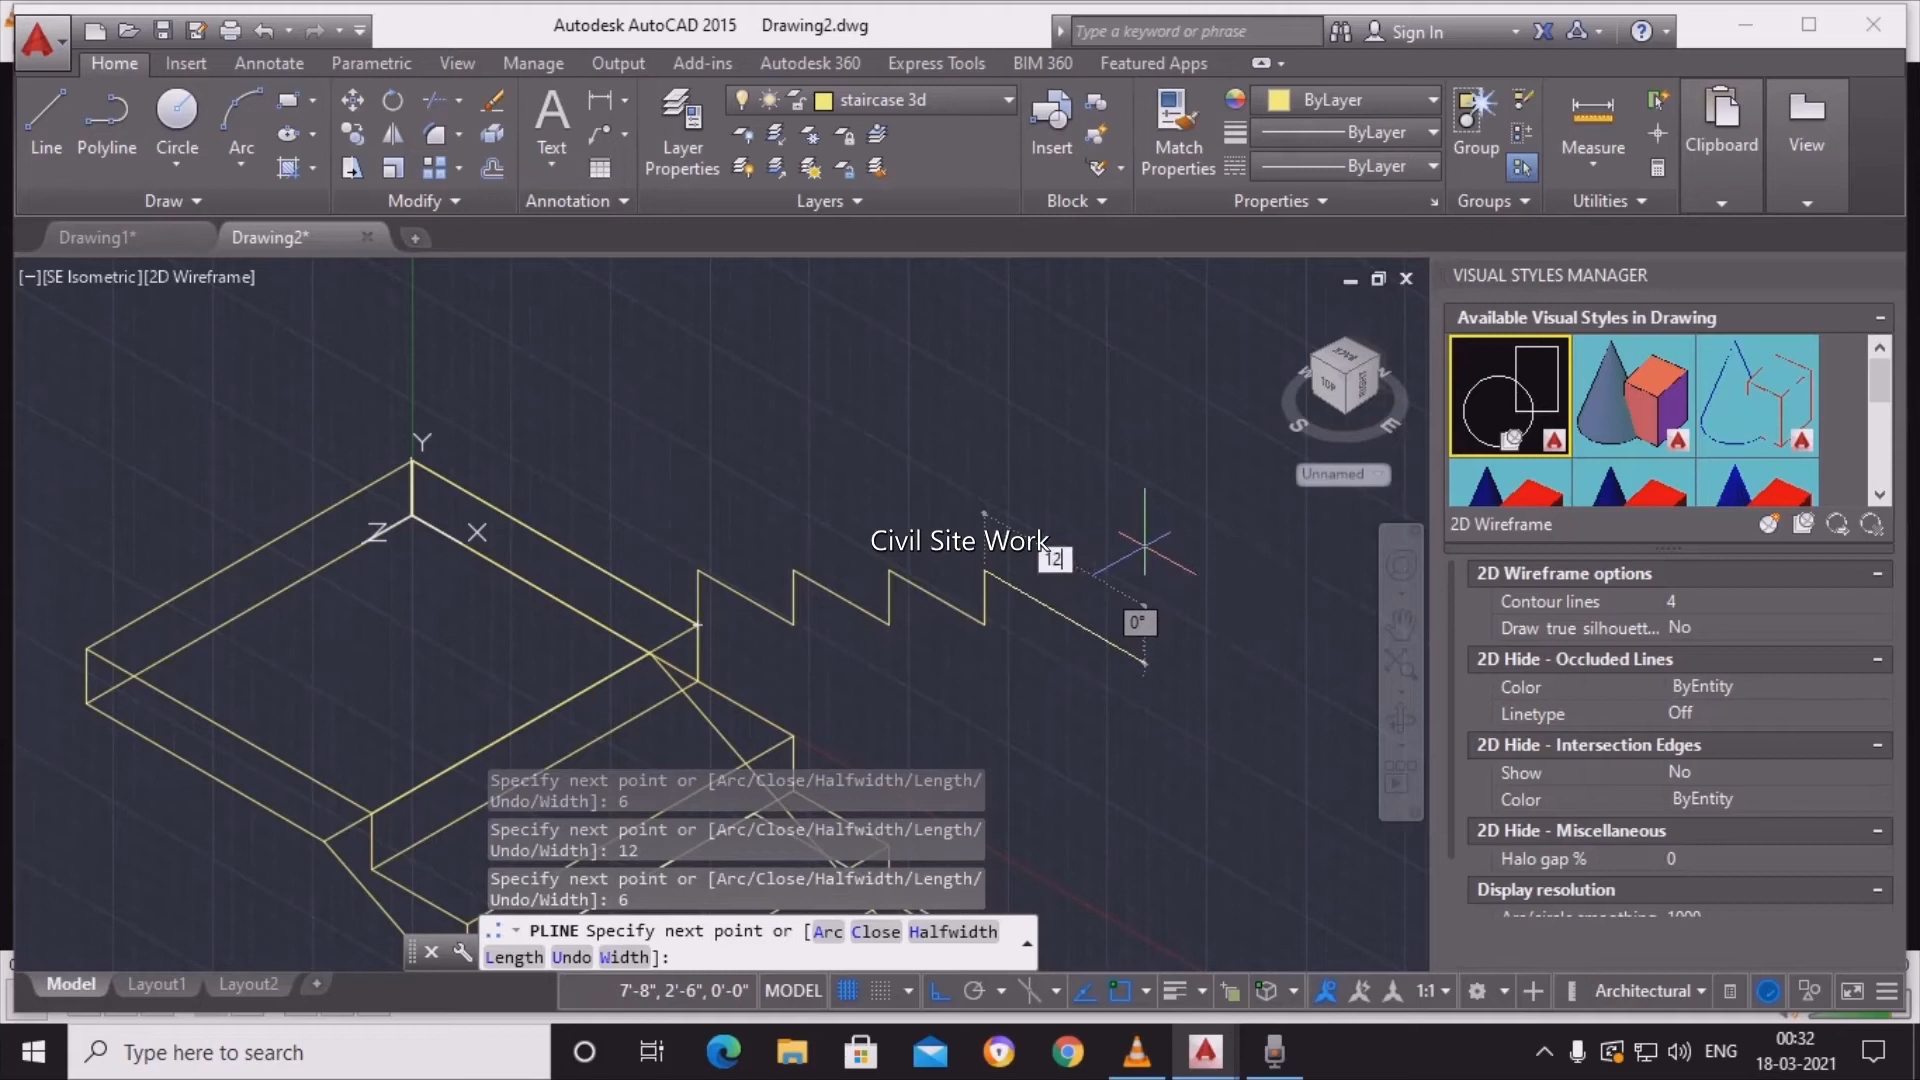 Autodesk AutoCAD 2015 Drawing2.dwg
Type a keyword or phrase
Sign In
Home Insert Annotate Parametric View Manage Output Add-ins Autodesk 360 Express Tools BIM 360 Featured Apps
staircase 3d
ByLayer
ByLayer
ByLayer
Line Polyline Circle Arc
Text
Layer
Properties
Insert
Match
Properties
Group
Measure
Clipboard
View
Draw Modify Annotation Layers Block Properties Groups Utilities
Drawing1* Drawing2*
[−][SE Isometric][2D Wireframe]
VISUAL STYLES MANAGER
Available Visual Styles in Drawing
BACK
TOP
W N
S E
Unnamed
Y
Z X
2D Wireframe
Civil Site Work
12
0°
2D Wireframe options
Contour lines 4
Draw true silhouett... No
2D Hide - Occluded Lines
Color ByEntity
Linetype Off
2D Hide - Intersection Edges
Show No
Color ByEntity
2D Hide - Miscellaneous
Halo gap % 0
Display resolution
Specify next point or [Arc/Close/Halfwidth/Length/
Undo/Width]: 6
Specify next point or [Arc/Close/Halfwidth/Length/
Undo/Width]: 12
Specify next point or [Arc/Close/Halfwidth/Length/
Undo/Width]: 6
PLINE Specify next point or [Arc Close Halfwidth
Length Undo Width]:
Model Layout1 Layout2
7'-8", 2'-6", 0'-0" MODEL
1:1
Architectural
Type here to search
ENG
00:32
18-03-2021